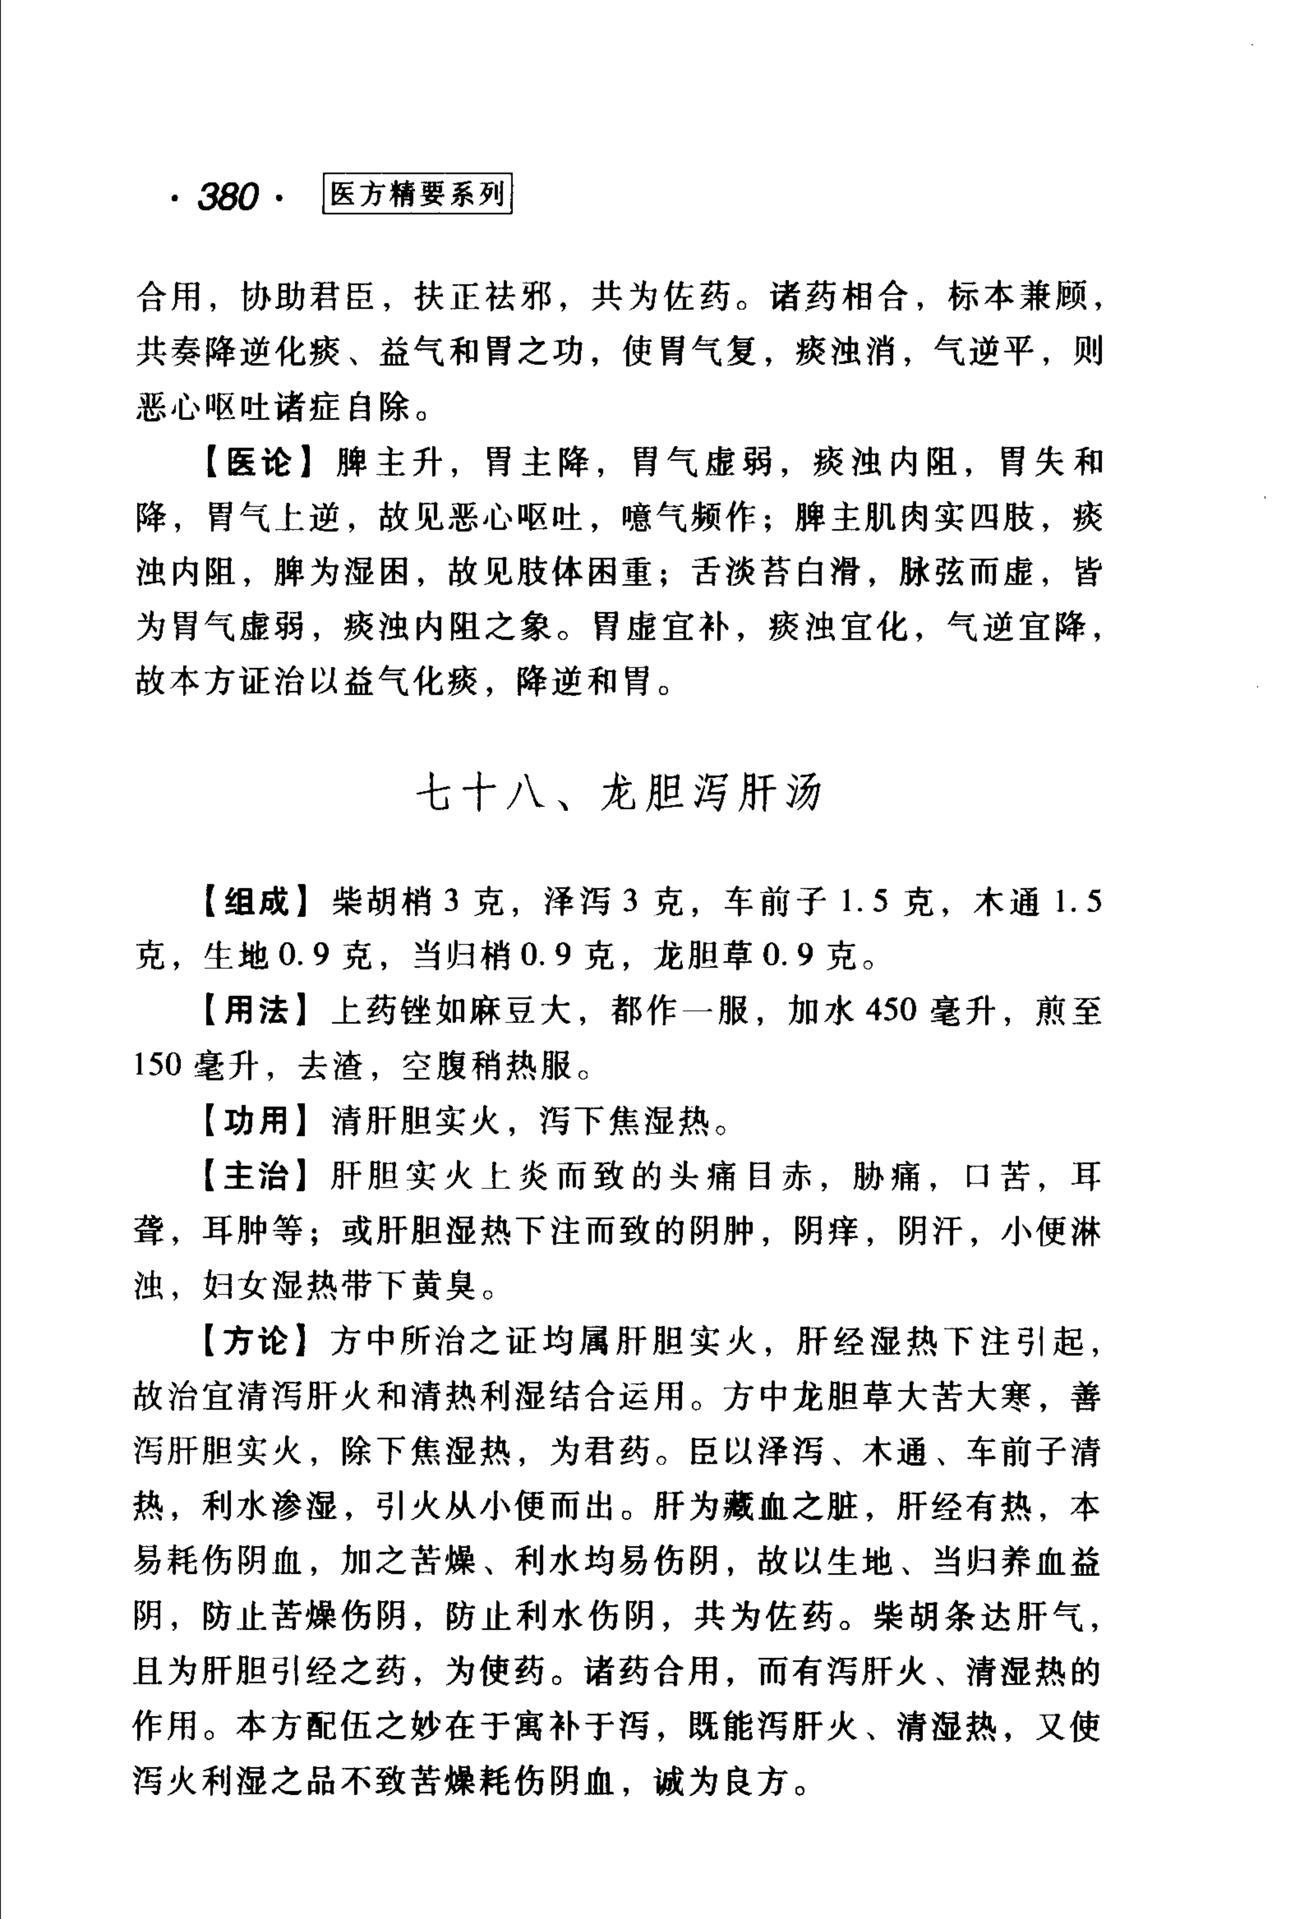 ·380· 医方精要系列
合用，协助君臣，扶正祛邪，共为佐药。诸药相合，标本兼顾，
共奏降逆化痰、益气和胃之功，使胃气复，痰浊消，气逆平，则
恶心呕吐诸症自除。
【医论】脾主升，胃主降，胃气虚弱，痰浊内阻，胃失和
降，胃气上逆，故见恶心呕吐，噫气频作；脾主肌肉实四肢，痰
浊内阻，脾为湿困，故见肢体困重；舌淡苔白滑，脉弦而虚，皆
为胃气虚弱，痰浊内阻之象。胃虚宜补，痰浊宜化，气逆宜降，
故本方证治以益气化痰，降逆和胃。
七十八、龙胆泻肝汤
【组成】柴胡梢3克，泽泻3克，车前子1.5克，木通1.5
克，生地0.9克，当归梢0.9克，龙胆草0.9克。
【用法】上药锉如麻豆大，都作一服，加水450毫升，煎至
150毫升，去渣，空腹稍热服。
【功用】清肝胆实火，泻下焦湿热。
【主治】肝胆实火上炎而致的头痛目赤，胁痛，口苦，耳
聋，耳肿等；或肝胆湿热下注而致的阴肿，阴痒，阴汗，小便淋
浊，妇女湿热带下黄臭。
【方论】方中所治之证均属肝胆实火，肝经湿热下注引起，
故治宜清泻肝火和清热利湿结合运用。方中龙胆草大苦大寒，善
泻肝胆实火，除下焦湿热，为君药。臣以泽泻、木通、车前子清
热，利水渗湿，引火从小便而出。肝为藏血之脏，肝经有热，本
易耗伤阴血，加之苦燥、利水均易伤阴，故以生地、当归养血益
阴，防止苦燥伤阴，防止利水伤阴，共为佐药。柴胡条达肝气，
且为肝胆引经之药，为使药。诸药合用，而有泻肝火、清湿热的
作用。本方配伍之妙在于寓补于泻，既能泻肝火、清湿热，又使
泻火利湿之品不致苦燥耗伤阴血，诚为良方。